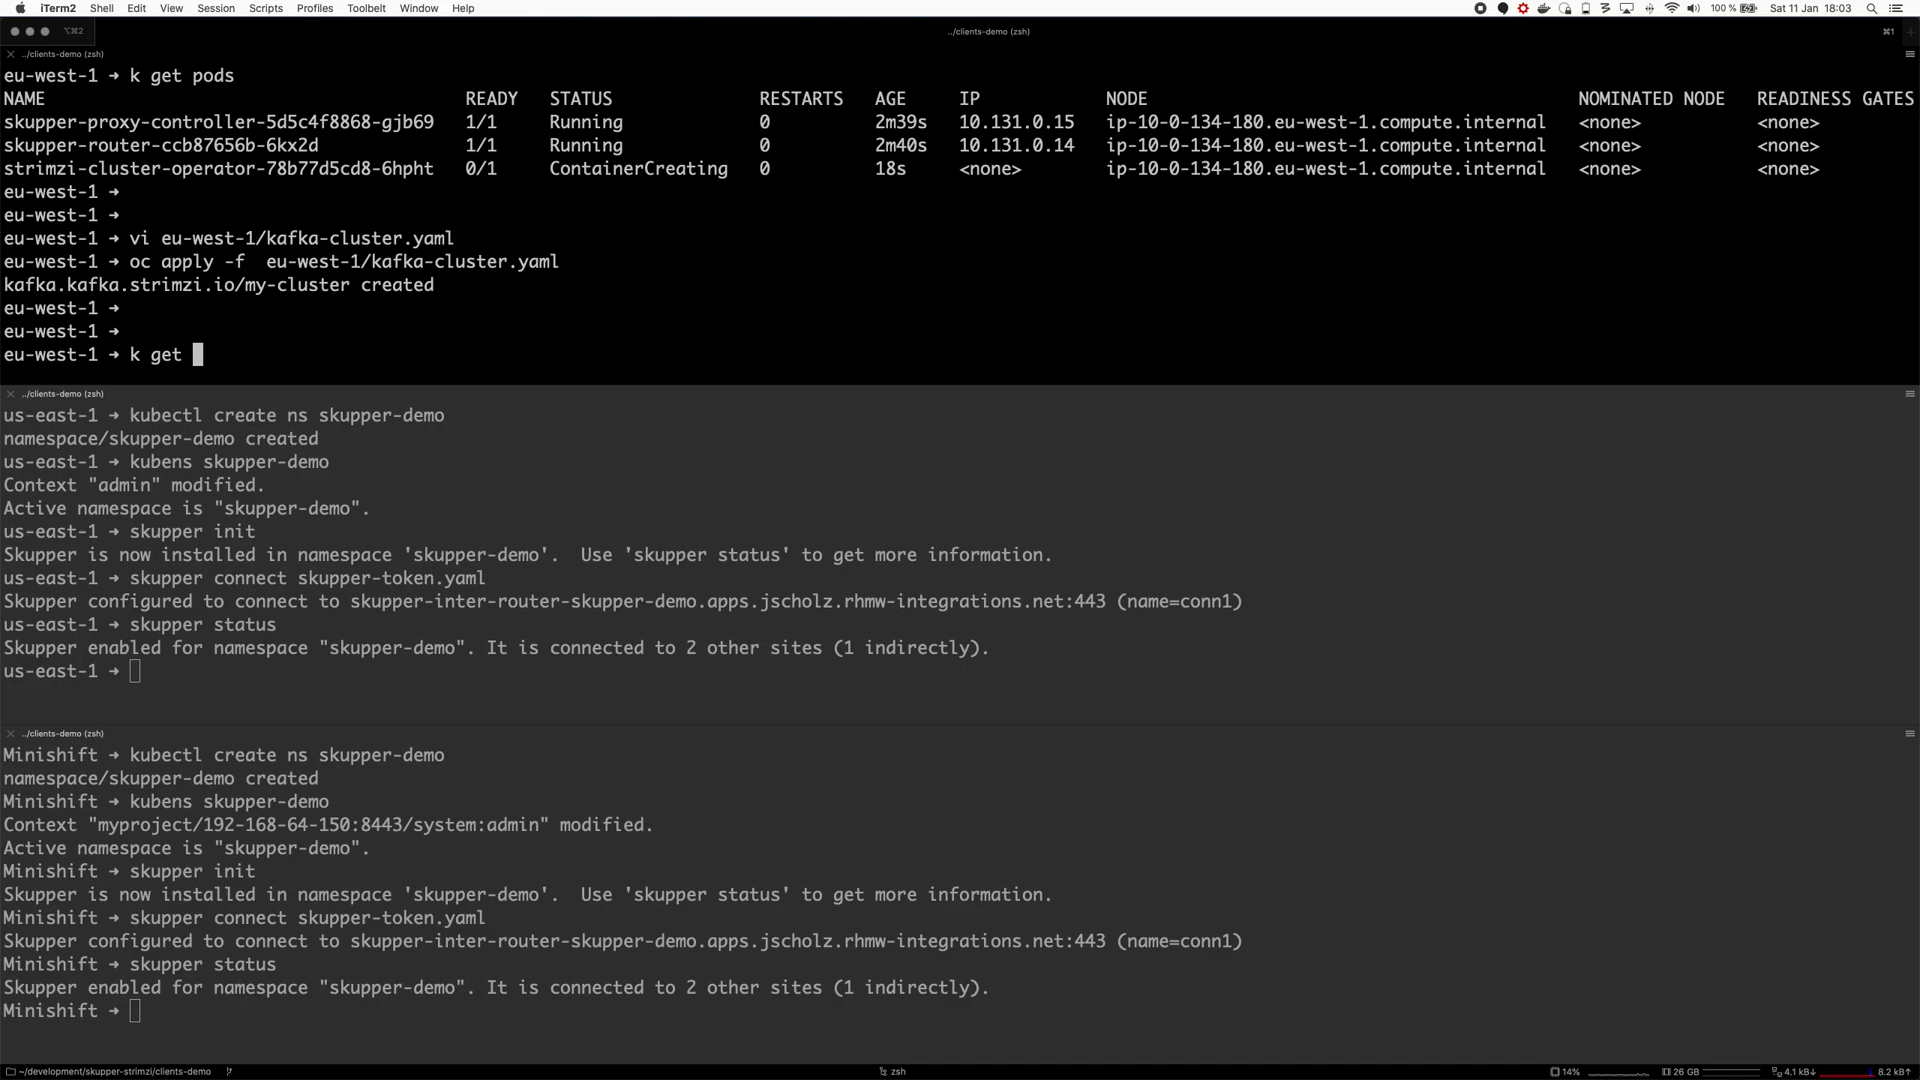 iTerm2 Shell Edit View Session Scripts Profiles Toolbelt Window Help 100 % Sat 11 Jan 18:03
⌥⌘2 ../clients-demo (zsh) ⌘1
../clients-demo (zsh)
eu-west-1 → k get pods
NAME READY STATUS RESTARTS AGE IP NODE NOMINATED NODE READINESS GATES
skupper-proxy-controller-5d5c4f8868-gjb69 1/1 Running 0 2m39s 10.131.0.15 ip-10-0-134-180.eu-west-1.compute.internal <none> <none>
skupper-router-ccb87656b-6kx2d 1/1 Running 0 2m40s 10.131.0.14 ip-10-0-134-180.eu-west-1.compute.internal <none> <none>
strimzi-cluster-operator-78b77d5cd8-6hpht 0/1 ContainerCreating 0 18s <none> ip-10-0-134-180.eu-west-1.compute.internal <none> <none>
eu-west-1 →
eu-west-1 →
eu-west-1 → vi eu-west-1/kafka-cluster.yaml
eu-west-1 → oc apply -f  eu-west-1/kafka-cluster.yaml
kafka.kafka.strimzi.io/my-cluster created
eu-west-1 →
eu-west-1 →
eu-west-1 → k get
../clients-demo (zsh)
us-east-1 → kubectl create ns skupper-demo
namespace/skupper-demo created
us-east-1 → kubens skupper-demo
Context "admin" modified.
Active namespace is "skupper-demo".
us-east-1 → skupper init
Skupper is now installed in namespace 'skupper-demo'.  Use 'skupper status' to get more information.
us-east-1 → skupper connect skupper-token.yaml
Skupper configured to connect to skupper-inter-router-skupper-demo.apps.jscholz.rhmw-integrations.net:443 (name=conn1)
us-east-1 → skupper status
Skupper enabled for namespace "skupper-demo". It is connected to 2 other sites (1 indirectly).
us-east-1 →
../clients-demo (zsh)
Minishift → kubectl create ns skupper-demo
namespace/skupper-demo created
Minishift → kubens skupper-demo
Context "myproject/192-168-64-150:8443/system:admin" modified.
Active namespace is "skupper-demo".
Minishift → skupper init
Skupper is now installed in namespace 'skupper-demo'.  Use 'skupper status' to get more information.
Minishift → skupper connect skupper-token.yaml
Skupper configured to connect to skupper-inter-router-skupper-demo.apps.jscholz.rhmw-integrations.net:443 (name=conn1)
Minishift → skupper status
Skupper enabled for namespace "skupper-demo". It is connected to 2 other sites (1 indirectly).
Minishift →
~/development/skupper-strimzi/clients-demo zsh 14% 26 GB 4.1 kB↓ 8.2 kB↑